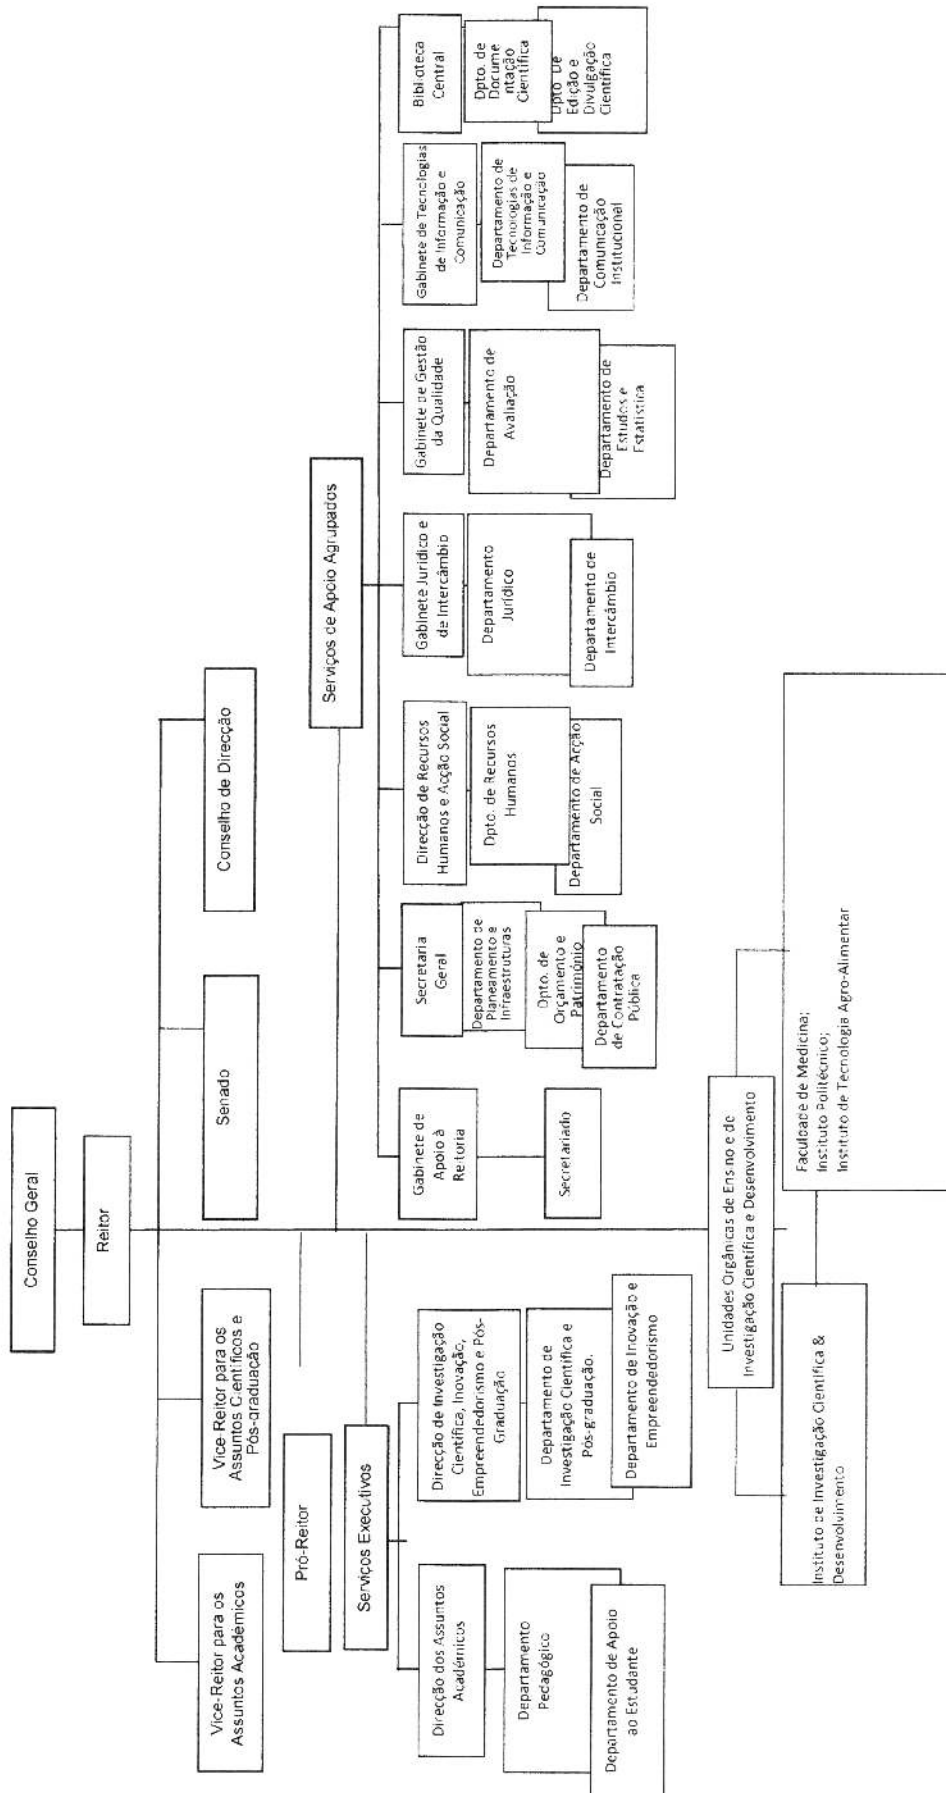 Conselho Geral
Reitor
Vice-Reitor para os
Assuntos Académicos
Vice-Reitor para os
Assuntos Científicos e
Pós-graduação
Senado
Conselho de Direcção
Pró-Reitor
Serviços Executivos
Serviços de Apoio Agrupados
Direcção dos Assuntos
Académicos
Departamento
Pedagógico
Departamento de Apoio
ao Estudante
Direcção de Investigação
Científica, Inovação,
Empreendedorismo e Pós-
Graduação
Departamento de
Investigação Científica e
Pós-graduação.
Departamento de Inovação e
Empreendedorismo
Gabinete de
Apoio à
Reitoria
Secretariado
Secretaria
Geral
Departamento de
Planeamento e
Infraestruturas
Dpto. de
Orçamento e
Património
Departamento
de Contratação
Pública
Direcção de Recursos
Humanos e Acção Social
Dpto. de Recursos
Humanos
Departamento de Acção
Social
Gabinete Jurídico e
de Intercâmbio
Departamento
Jurídico
Departamento de
Intercâmbio
Gabinete de Gestão
da Qualidade
Departamento de
Avaliação
Departamento de
Estudos e
Estatística
Gabinete de Tecnologias
de Informação e
Comunicação
Departamento de
Tecnologias de
Informação e
Comunicação
Departamento de
Comunicação
Institucional
Biblioteca
Central
Dpto. de
Docume
ntação
Científica
Dpto. De
Edição e
Divulgação
Científica
Unidades Orgânicas de Ensino e de
Investigação Científica e Desenvolvimento
Instituto de Investigação Científica &
Desenvolvimento
Faculdade de Medicina;
Instituto Politécnico;
Instituto de Tecnologia Agro-Alimentar